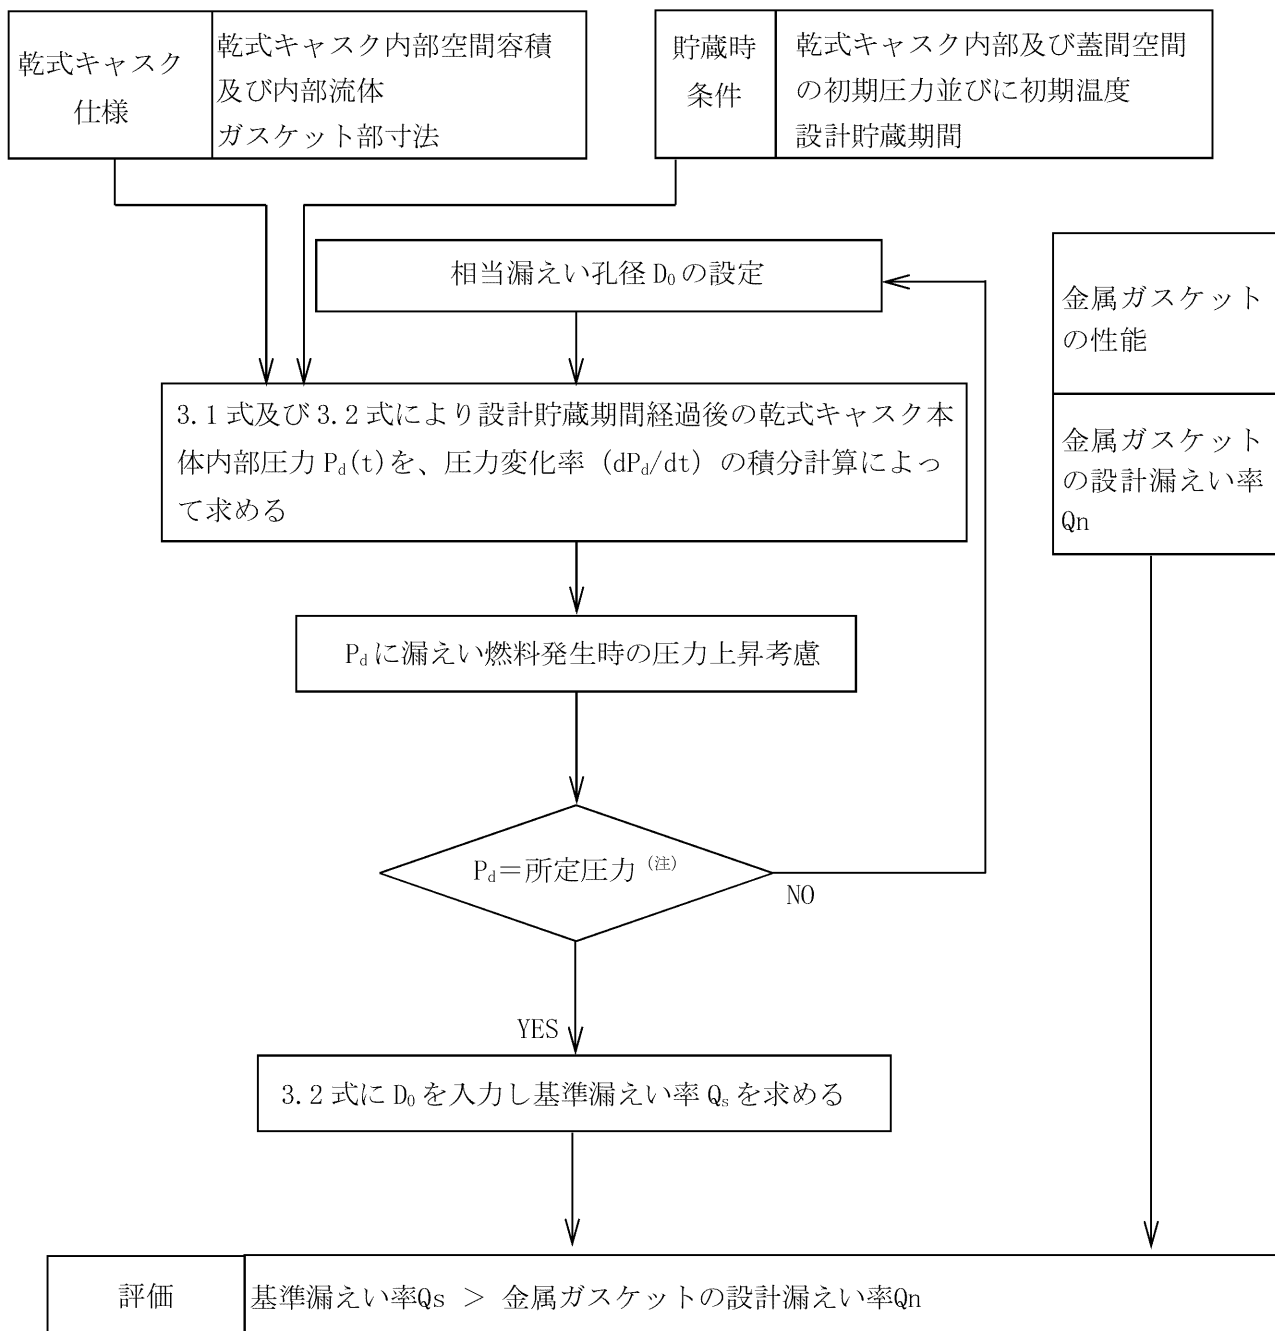 乾式キャスク
仕様
乾式キャスク内部空間容積
及び内部流体
ガスケット部寸法
貯蔵時
条件
乾式キャスク内部及び蓋間空間
の初期圧力並びに初期温度
設計貯蔵期間
相当漏えい孔径 D₀ の設定
金属ガスケット
の性能
3.1 式及び 3.2 式により設計貯蔵期間経過後の乾式キャスク本
体内部圧力 Pd(t)を、圧力変化率 (dPd/dt) の積分計算によっ
て求める
金属ガスケット
の設計漏えい率
Qn
Pd に漏えい燃料発生時の圧力上昇考慮
Pd=所定圧力 (注)
NO
YES
3.2 式に D₀ を入力し基準漏えい率 Qs を求める
評価
基準漏えい率Qs > 金属ガスケットの設計漏えい率Qn